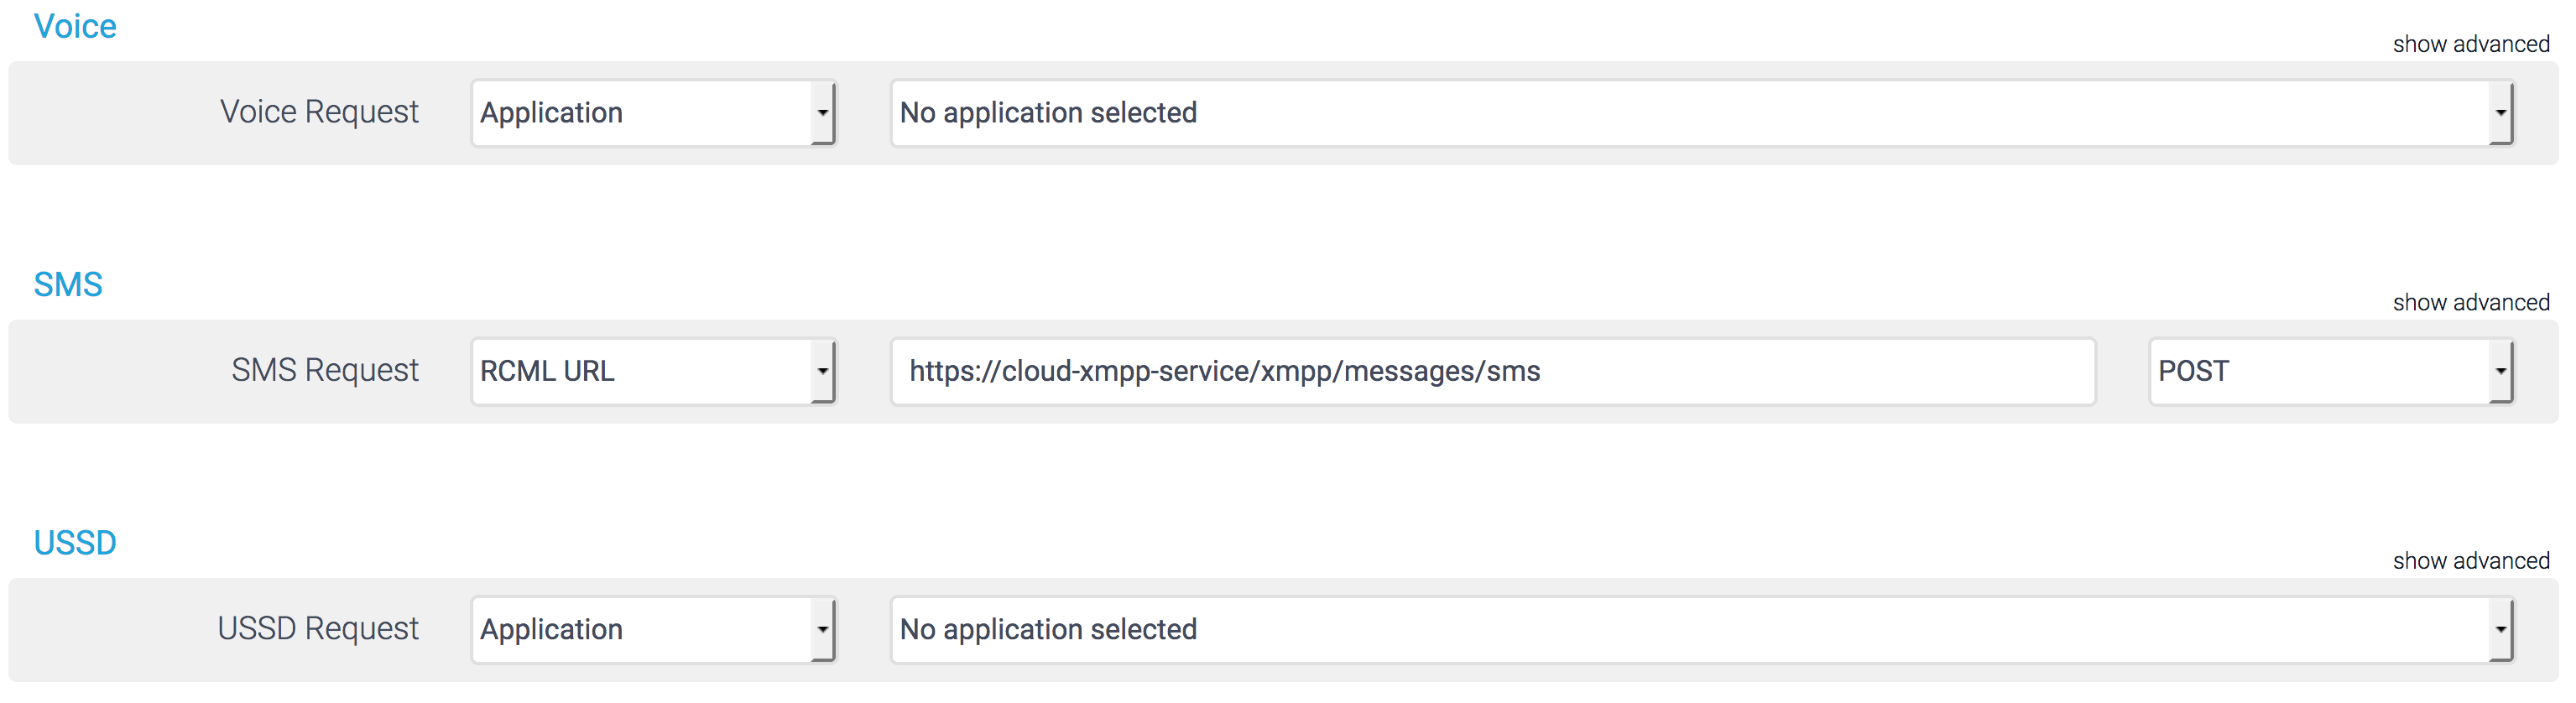 Voice
show advanced
Voice Request Application No application selected
SMS
show advanced
SMS Request RCML URL https://cloud-xmpp-service/xmpp/messages/sms POST
USSD
show advanced
USSD Request Application No application selected